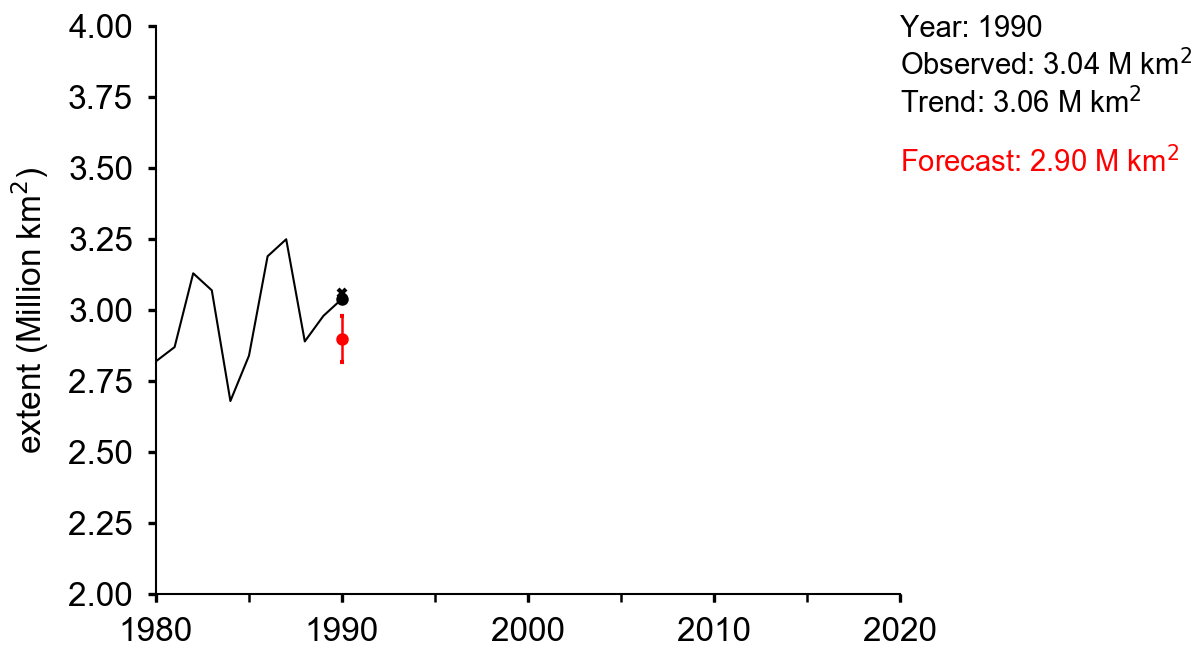 4.00
3.75
3.50
3.25
3.00
2.75
2.50
2.25
2.00
extent (Million km²)
1980 1990 2000 2010 2020
Year: 1990
Observed: 3.04 M km²
Trend: 3.06 M km²
Forecast: 2.90 M km²